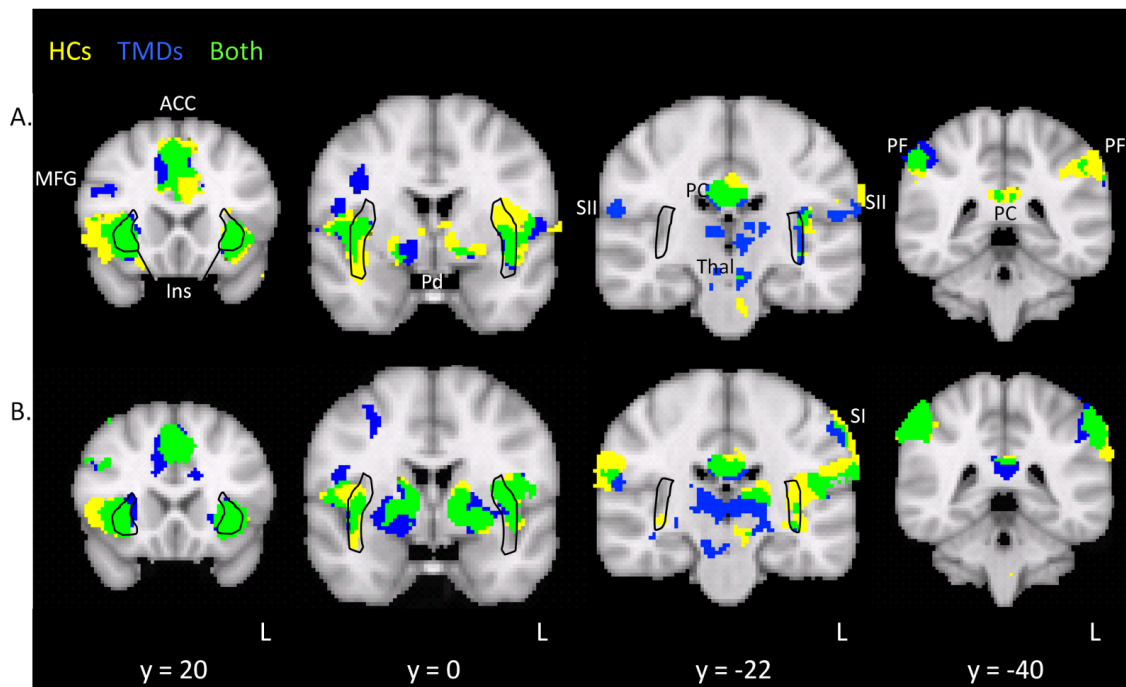 HCs TMDs Both
A.
ACC
MFG
Ins
Pd
PC
SII
SII
Thal
PF
PF
PC
B.
SI
L
L
L
L
y = 20
y = 0
y = -22
y = -40